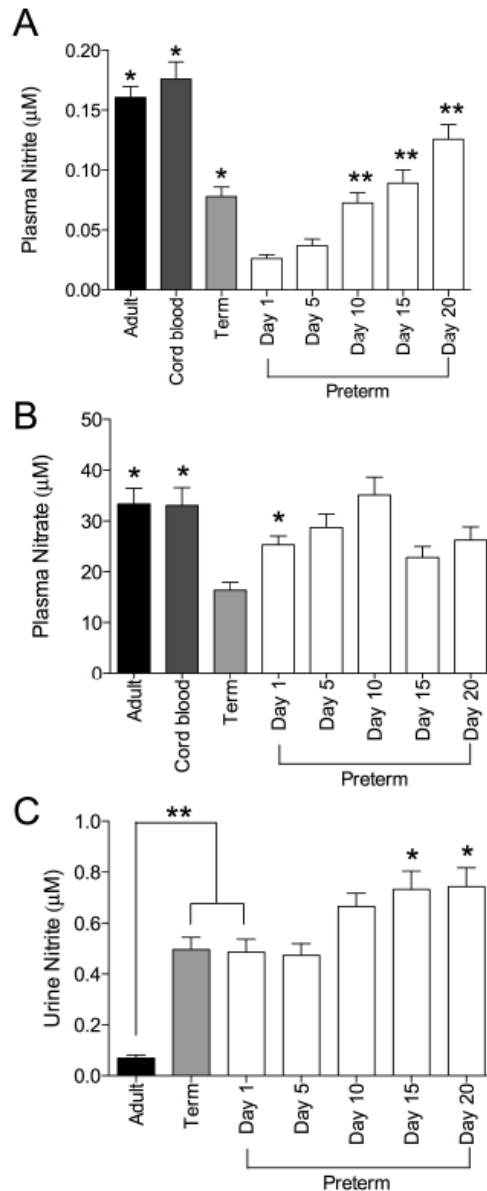 A
Plasma Nitrite (μM)
0.20
0.15
0.10
0.05
0.00
*
*
*
**
**
**
Adult
Cord blood
Term
Day 1
Day 5
Day 10
Day 15
Day 20
Preterm
B
Plasma Nitrate (μM)
50
40
30
20
10
0
*
*
*
Adult
Cord blood
Term
Day 1
Day 5
Day 10
Day 15
Day 20
Preterm
C
Urine Nitrite (μM)
1.0
0.8
0.6
0.4
0.2
0.0
**
*
*
Adult
Term
Day 1
Day 5
Day 10
Day 15
Day 20
Preterm